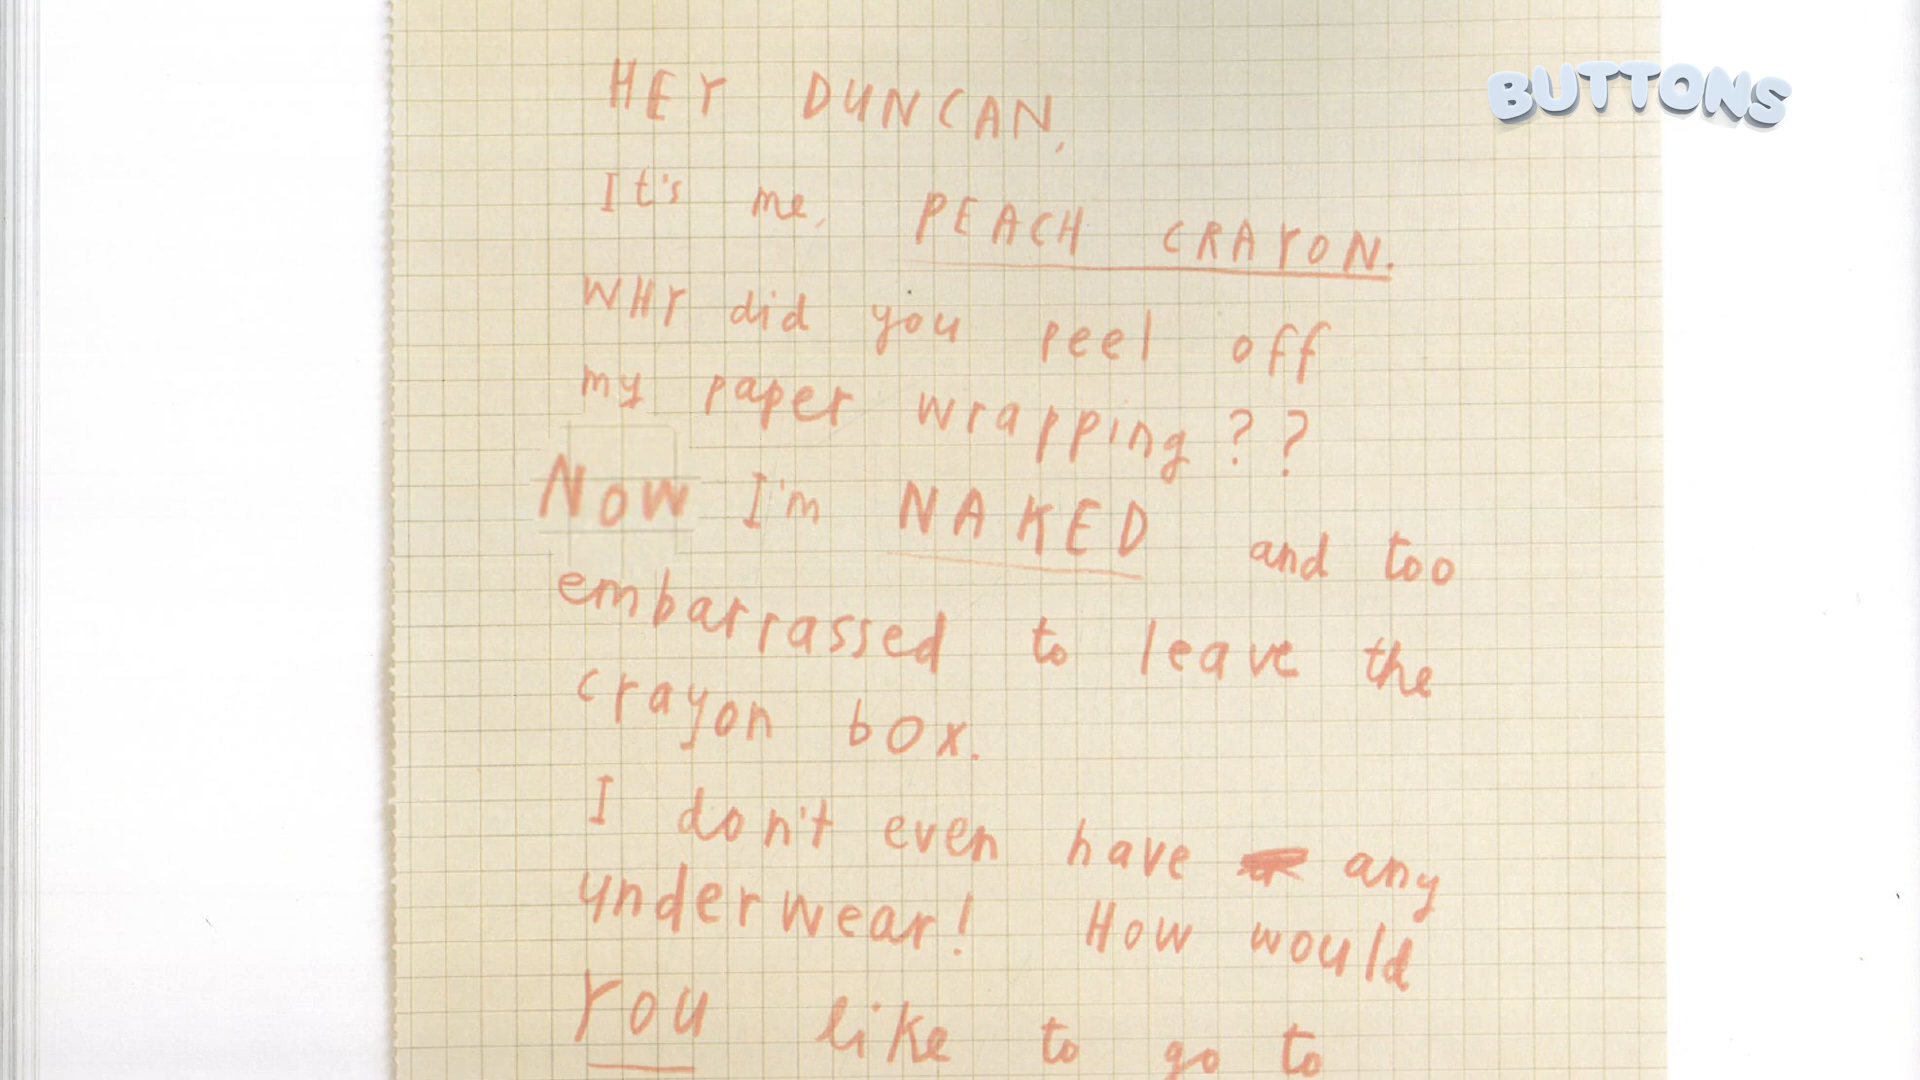 BUTTONS
HEY DUNCAN,
It's me, PEACH CRAYON.
WHY did you peel off
my paper wrapping??
Now I'm NAKED and too
embarrassed to leave the
crayon box.
I don't even have any
underwear! How would
YOU like to go to